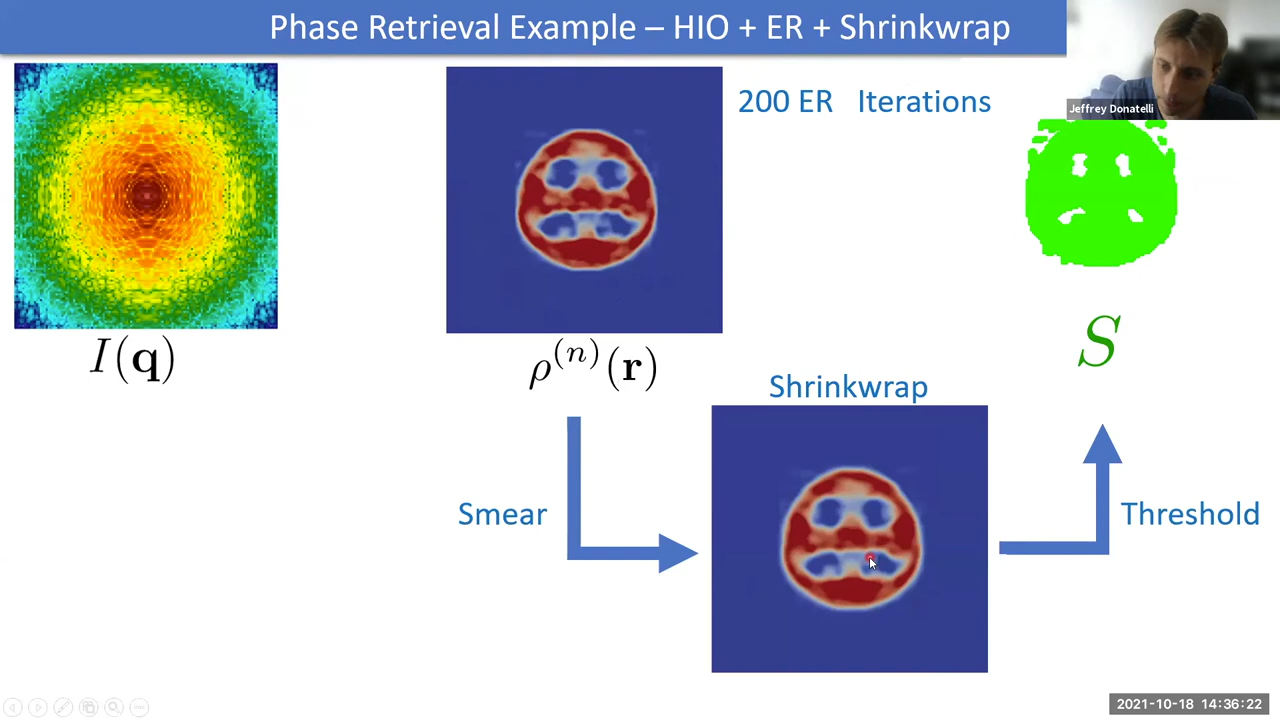 Phase Retrieval Example – HIO + ER + Shrinkwrap
Jeffrey Donatelli
200 ER Iterations
I(q)
ρ^(n)(r)
S
Shrinkwrap
Smear
Threshold
2021-10-18 14:36:22